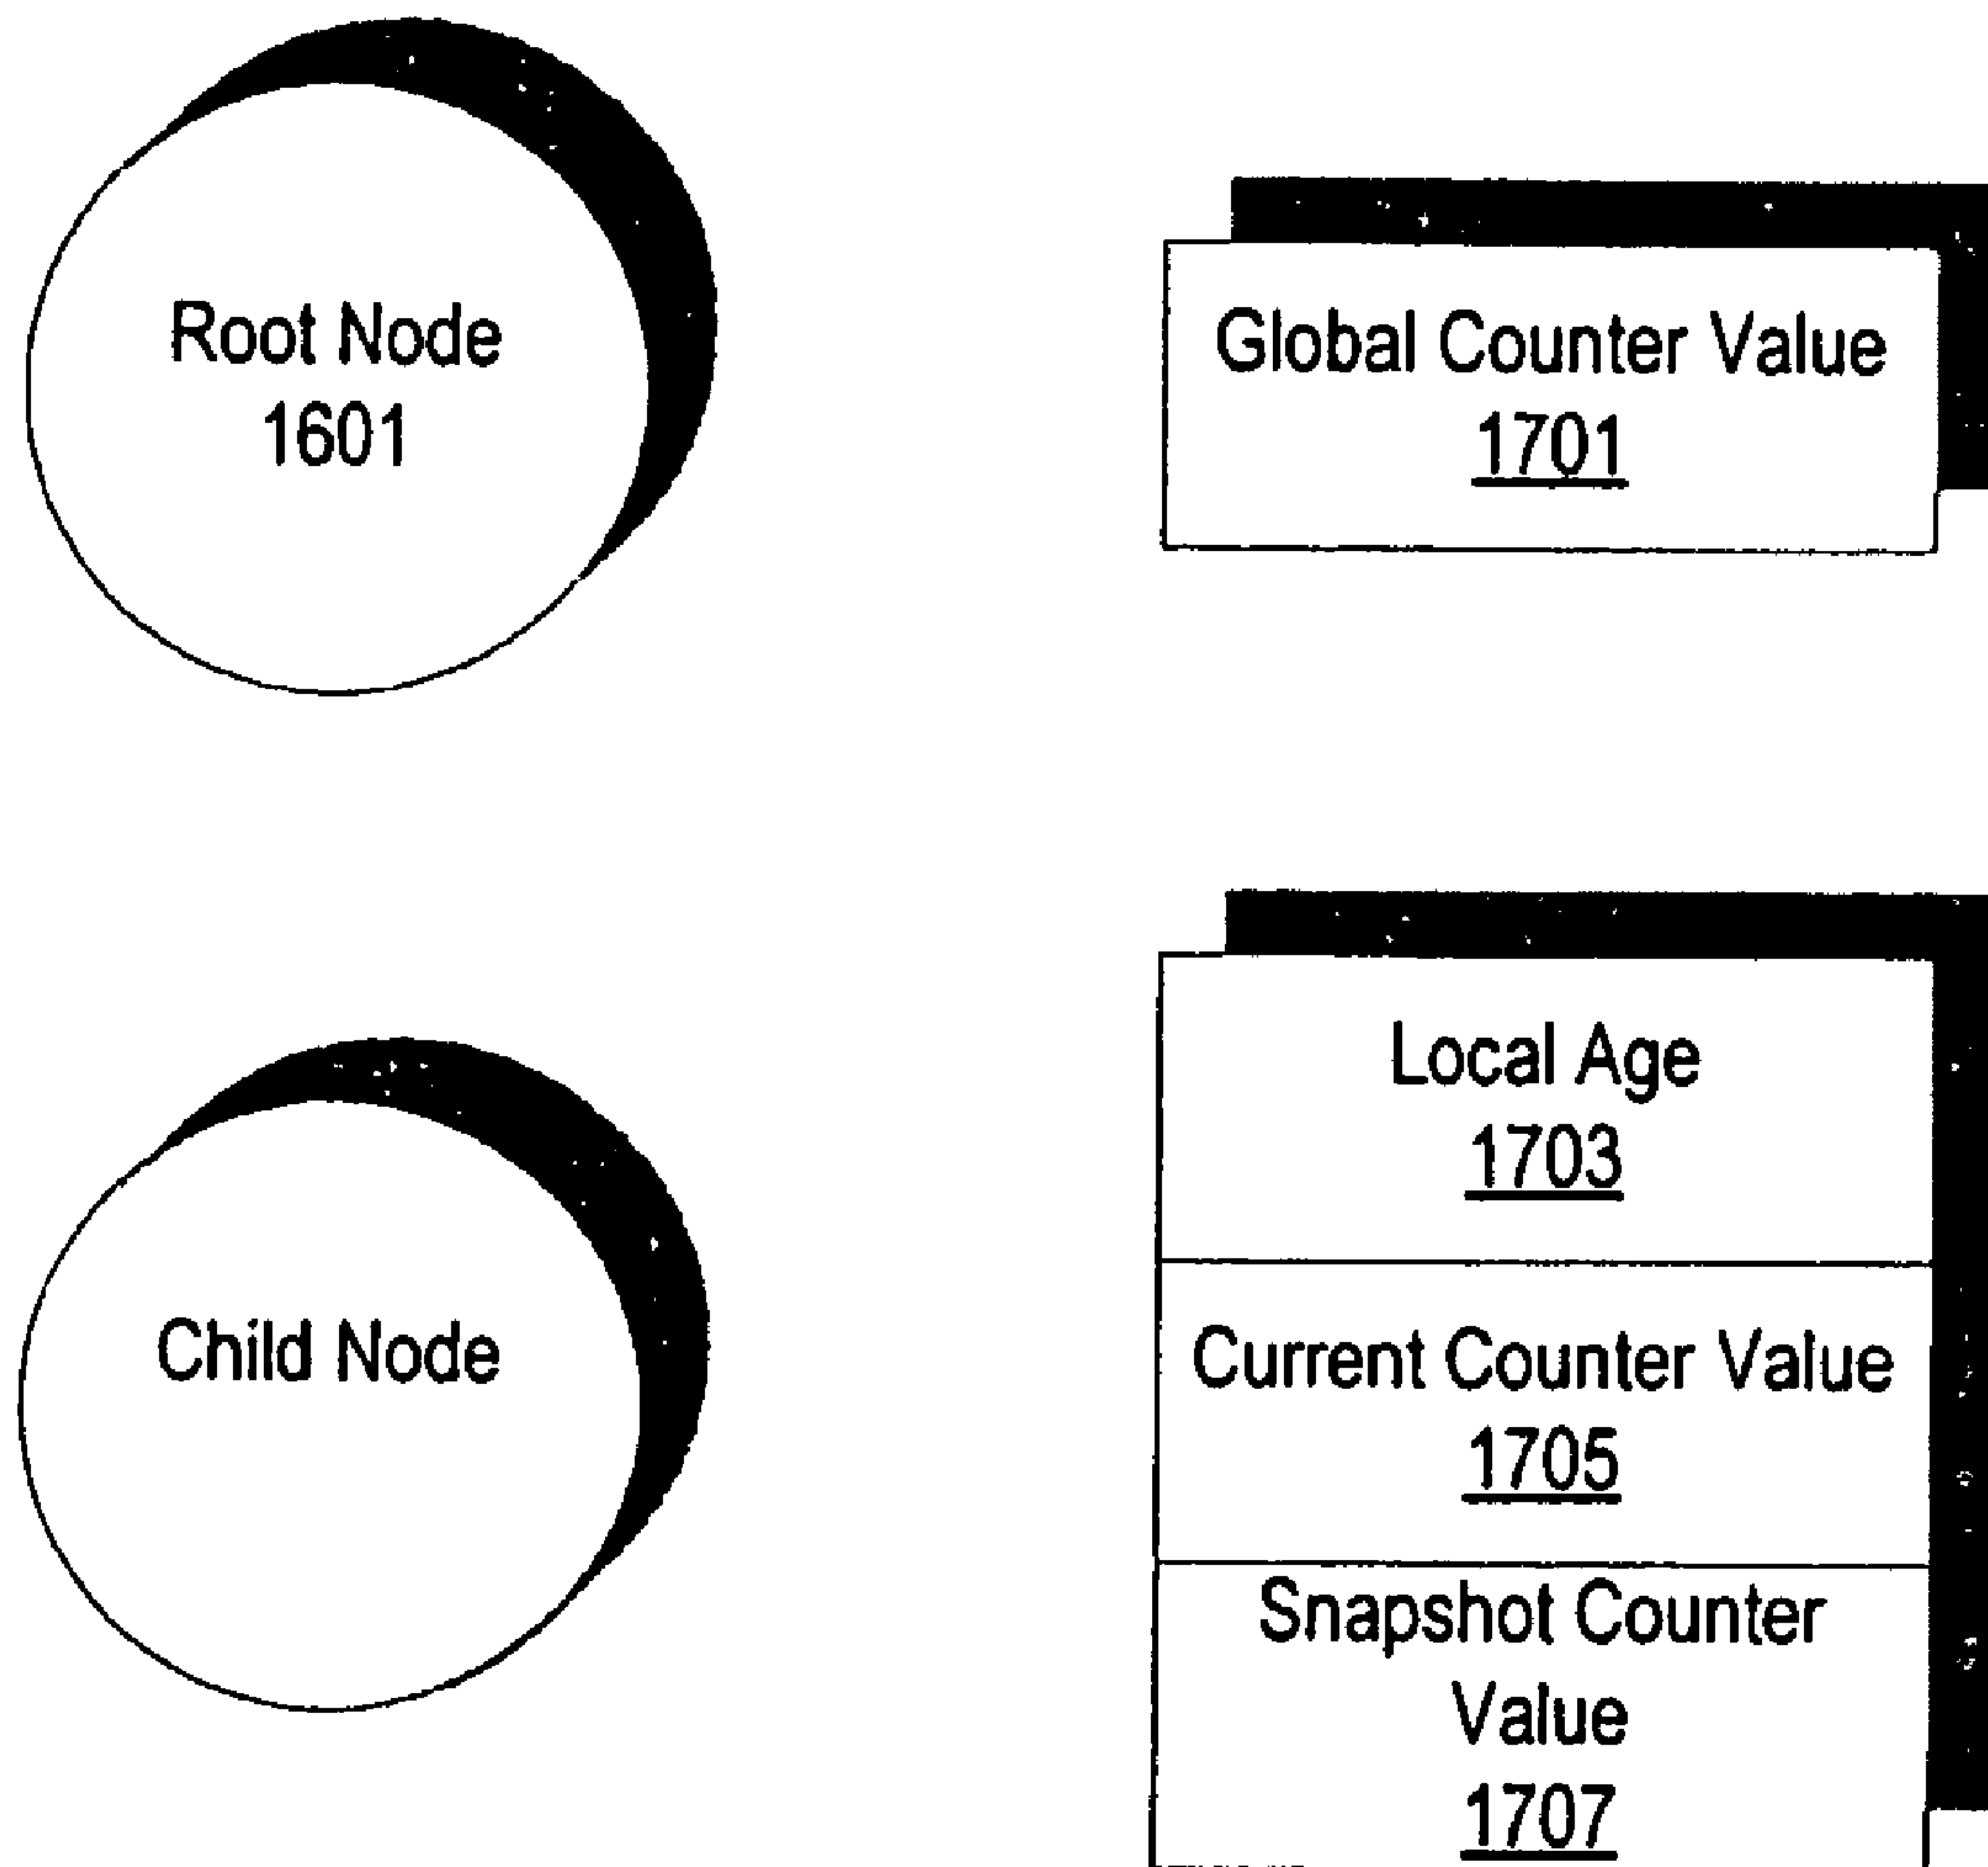 Root Node
1601
Global Counter Value
1701
Local Age
1703
Child Node
Current Counter Value
1705
Snapshot Counter
Value
1707